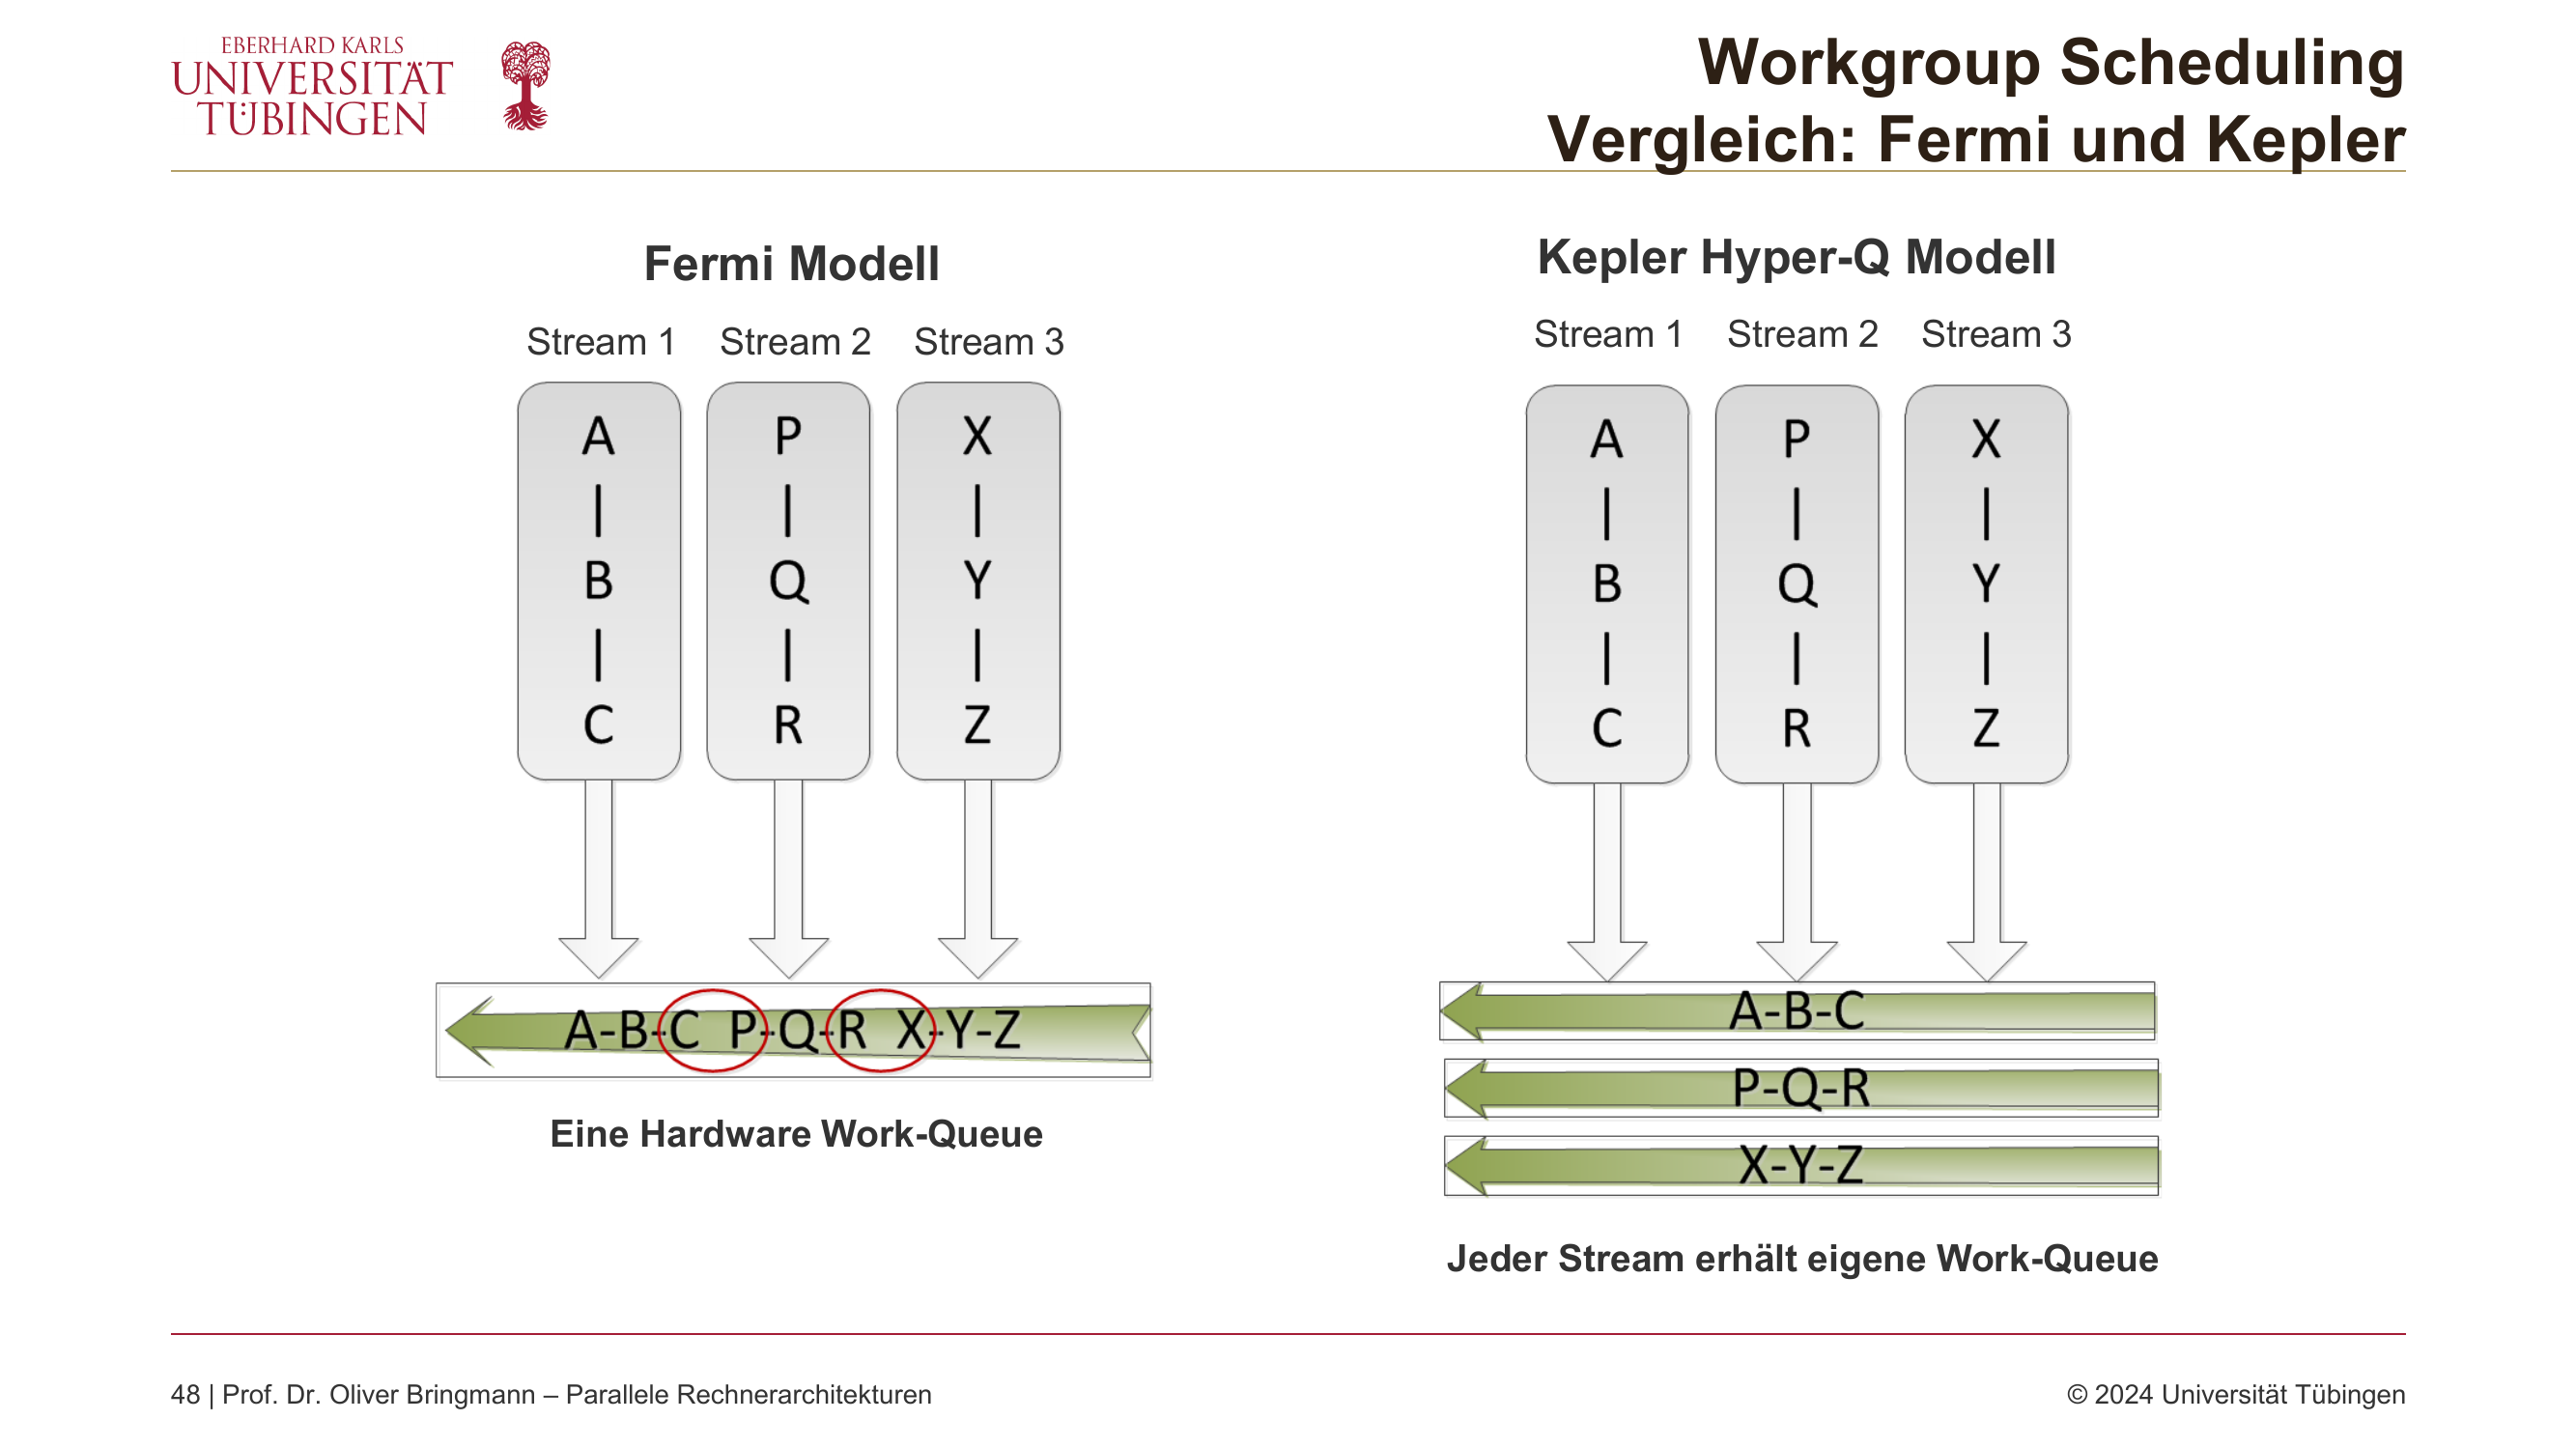 EBERHARD KARLS
UNIVERSITÄT
TÜBINGEN
Workgroup Scheduling
Vergleich: Fermi und Kepler
Fermi Modell
Stream 1 Stream 2 Stream 3
A P X
| | |
B Q Y
| | |
C R Z
A-B-C P-Q-R X-Y-Z
Eine Hardware Work-Queue
Kepler Hyper-Q Modell
Stream 1 Stream 2 Stream 3
A P X
| | |
B Q Y
| | |
C R Z
A-B-C
P-Q-R
X-Y-Z
Jeder Stream erhält eigene Work-Queue
48 | Prof. Dr. Oliver Bringmann – Parallele Rechnerarchitekturen
© 2024 Universität Tübingen